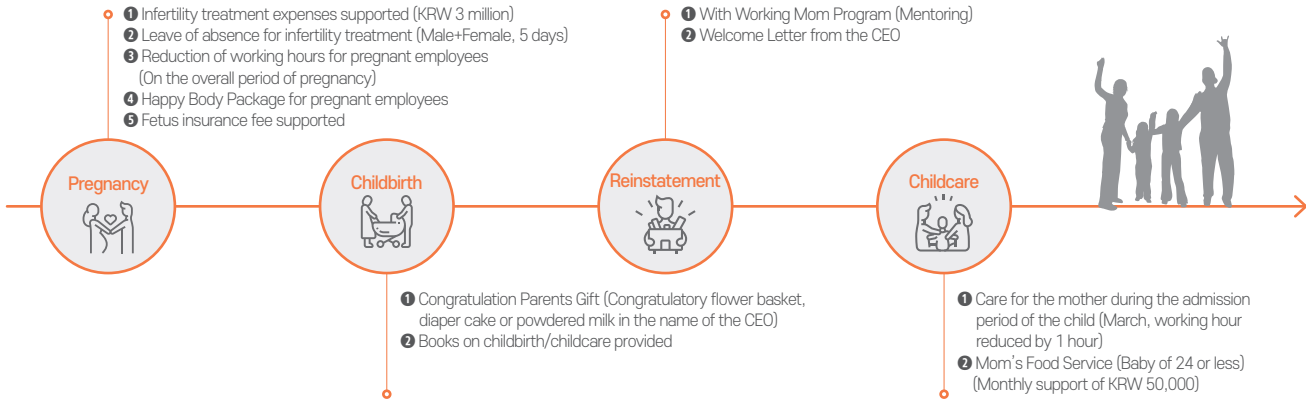 ❶ Infertility treatment expenses supported (KRW 3 million)
❷ Leave of absence for infertility treatment (Male+Female, 5 days)
❸ Reduction of working hours for pregnant employees
(On the overall period of pregnancy)
❹ Happy Body Package for pregnant employees
❺ Fetus insurance fee supported
❶ With Working Mom Program (Mentoring)
❷ Welcome Letter from the CEO
Pregnancy
Childbirth
Reinstatement
Childcare
❶ Congratulation Parents Gift (Congratulatory flower basket,
diaper cake or powdered milk in the name of the CEO)
❷ Books on childbirth/childcare provided
❶ Care for the mother during the admission
period of the child (March, working hour
reduced by 1 hour)
❷ Mom's Food Service (Baby of 24 or less)
(Monthly support of KRW 50,000)